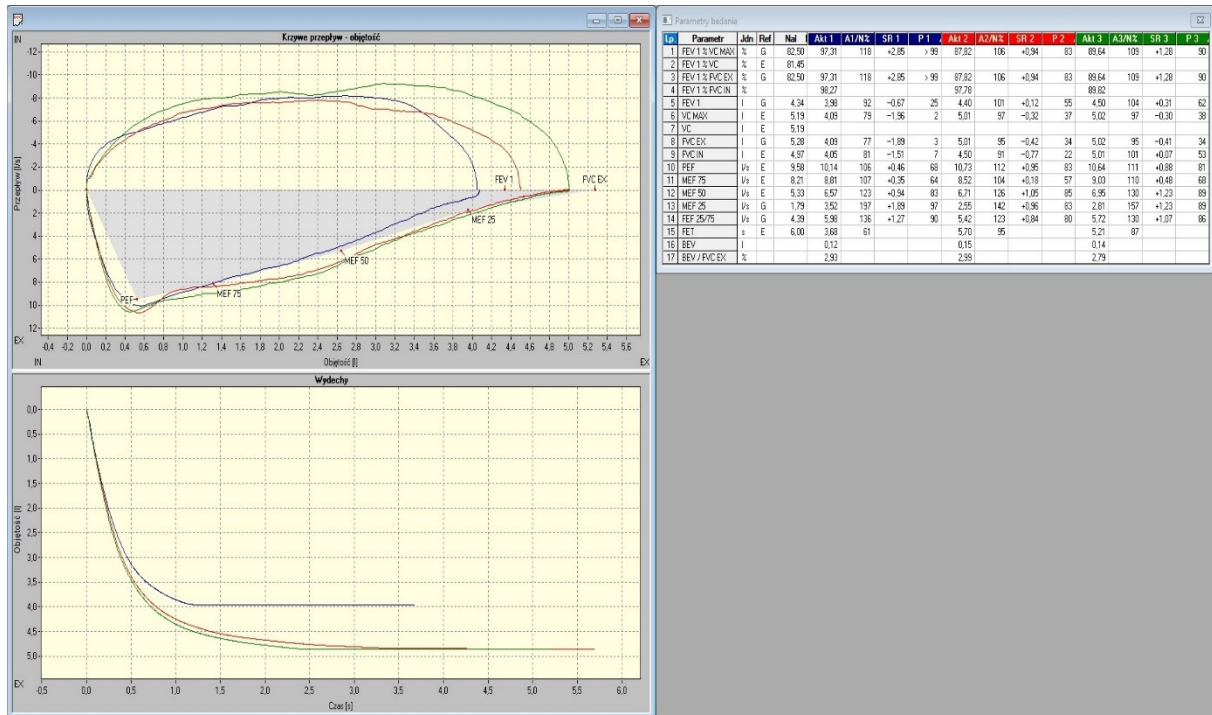 Krzywe przepływ - objętość
IN
-12
-10
-8
-6
-4
-2
0
2
4
6
8
10
12
EX
Przepływ [l/s]
FEV 1
FVC EX
MEF 25
MEF 50
MEF 75
PEF
-0,4 -0,2 0,0 0,2 0,4 0,6 0,8 1,0 1,2 1,4 1,6 1,8 2,0 2,2 2,4 2,6 2,8 3,0 3,2 3,4 3,6 3,8 4,0 4,2 4,4 4,6 4,8 5,0 5,2 5,4 5,6
IN Objętość [l] EX
Wydechy
0,0
0,5
1,0
1,5
2,0
2,5
3,0
3,5
4,0
4,5
5,0
EX
Objętość [l]
-0,5 0,0 0,5 1,0 1,5 2,0 2,5 3,0 3,5 4,0 4,5 5,0 5,5 6,0
Czas [s]
Parametry badania
Lp. Parametr Jdn Ref Nal Akt 1 A1/N% SR 1 P 1 Akt 2 A2/N% SR 2 P 2 Akt 3 A3/N% SR 3 P 3
1 FEV 1 % VC MAX % G 82,50 97,31 118 +2,85 > 99 87,82 106 +0,94 83 89,64 109 +1,28 90
2 FEV 1 % VC % E 81,45
3 FEV 1 % FVC EX % G 82,50 97,31 118 +2,85 > 99 87,82 106 +0,94 83 89,64 109 +1,28 90
4 FEV 1 % FVC IN % 98,27 97,78 89,82
5 FEV 1 l G 4,34 3,98 92 -0,67 25 4,40 101 +0,12 55 4,50 104 +0,31 62
6 VC MAX l E 5,19 4,09 79 -1,96 2 5,01 97 -0,32 37 5,02 97 -0,30 38
7 VC l E 5,19
8 FVC EX l G 5,28 4,09 77 -1,89 3 5,01 95 -0,42 34 5,02 95 -0,41 34
9 FVC IN l E 4,97 4,05 81 -1,51 7 4,50 91 -0,77 22 5,01 101 +0,07 53
10 PEF l/s E 9,58 10,14 106 +0,46 68 10,73 112 +0,95 83 10,64 111 +0,88 81
11 MEF 75 l/s E 8,21 8,81 107 +0,35 64 8,52 104 +0,18 57 9,03 110 +0,48 68
12 MEF 50 l/s E 5,33 6,57 123 +0,94 83 6,71 126 +1,05 85 6,95 130 +1,23 89
13 MEF 25 l/s G 1,79 3,52 197 +1,89 97 2,55 142 +0,96 83 2,81 157 +1,23 89
14 FEF 25/75 l/s G 4,39 5,98 136 +1,27 90 5,42 123 +0,84 80 5,72 130 +1,07 86
15 FET s E 6,00 3,68 61 5,70 95 5,21 87
16 BEV l 0,12 0,15 0,14
17 BEV / FVC EX % 2,93 2,99 2,79